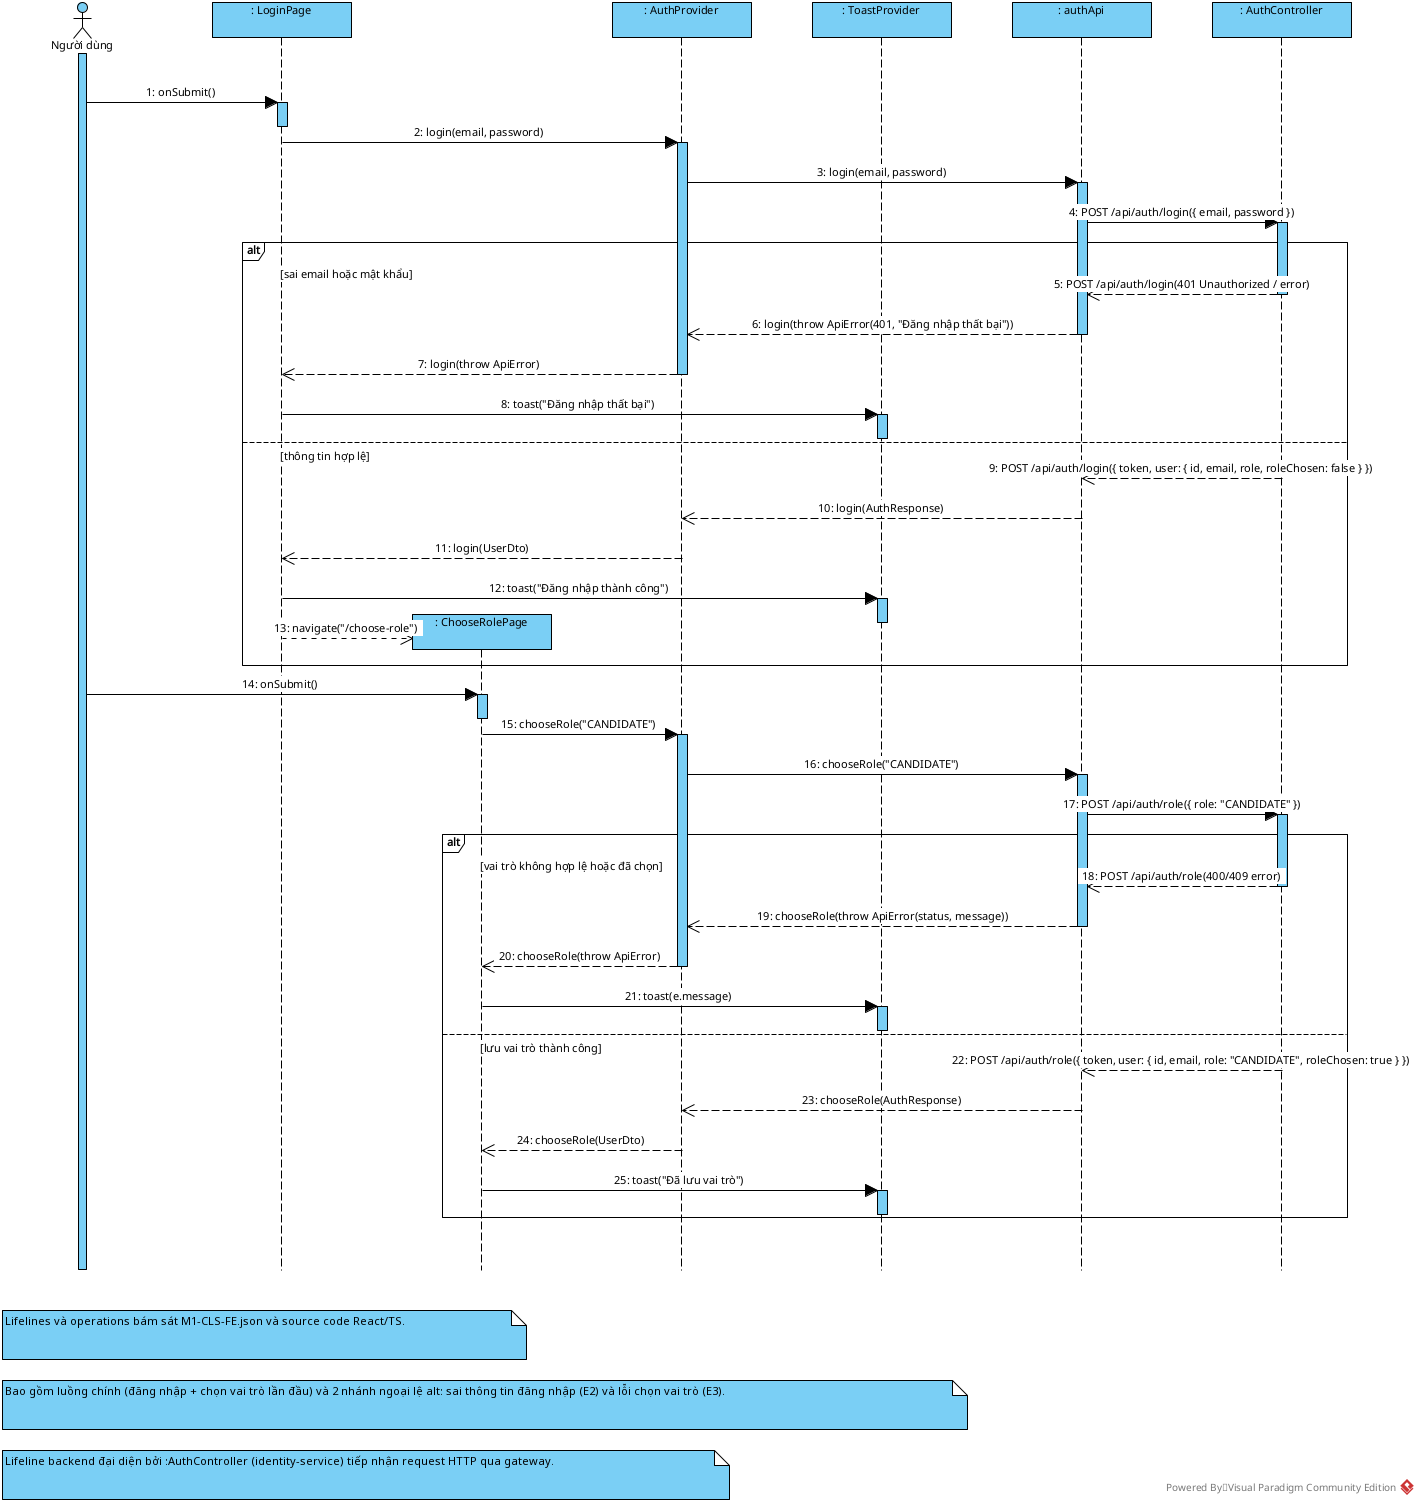 : LoginPage
: AuthProvider
: ToastProvider
: authApi
: AuthController
Người dùng
1: onSubmit()
2: login(email, password)
3: login(email, password)
4: POST /api/auth/login({ email, password })
alt
[sai email hoặc mật khẩu]
5: POST /api/auth/login(401 Unauthorized / error)
6: login(throw ApiError(401, "Đăng nhập thất bại"))
7: login(throw ApiError)
8: toast("Đăng nhập thất bại")
[thông tin hợp lệ]
9: POST /api/auth/login({ token, user: { id, email, role, roleChosen: false } })
10: login(AuthResponse)
11: login(UserDto)
12: toast("Đăng nhập thành công")
: ChooseRolePage
13: navigate("/choose-role")
14: onSubmit()
15: chooseRole("CANDIDATE")
16: chooseRole("CANDIDATE")
17: POST /api/auth/role({ role: "CANDIDATE" })
alt
[vai trò không hợp lệ hoặc đã chọn]
18: POST /api/auth/role(400/409 error)
19: chooseRole(throw ApiError(status, message))
20: chooseRole(throw ApiError)
21: toast(e.message)
[lưu vai trò thành công]
22: POST /api/auth/role({ token, user: { id, email, role: "CANDIDATE", roleChosen: true } })
23: chooseRole(AuthResponse)
24: chooseRole(UserDto)
25: toast("Đã lưu vai trò")
Lifelines và operations bám sát M1-CLS-FE.json và source code React/TS.
Bao gồm luồng chính (đăng nhập + chọn vai trò lần đầu) và 2 nhánh ngoại lệ alt: sai thông tin đăng nhập (E2) và lỗi chọn vai trò (E3).
Lifeline backend đại diện bởi :AuthController (identity-service) tiếp nhận request HTTP qua gateway.
Powered By Visual Paradigm Community Edition